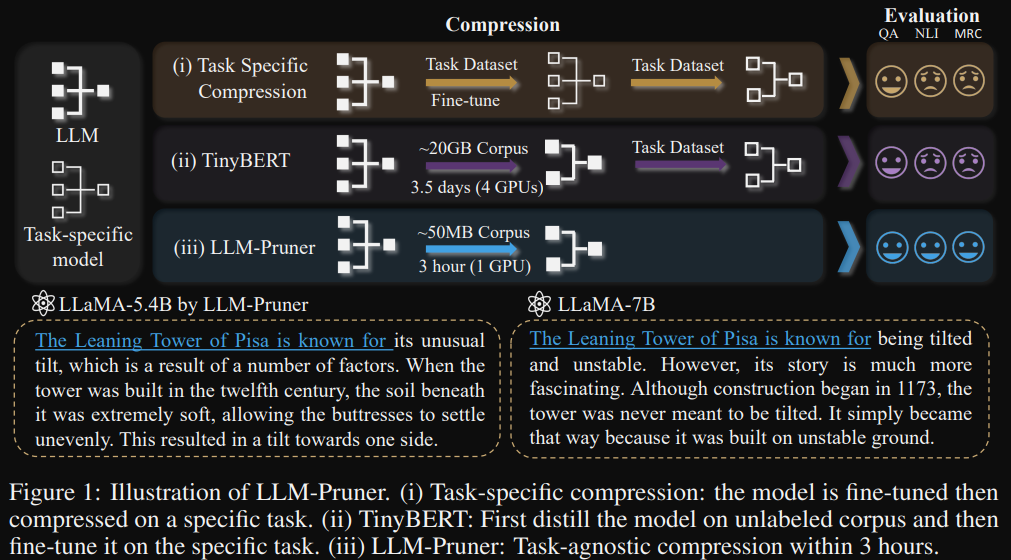 Compression
Evaluation
QA NLI MRC
LLM
Task-specific
model
(i) Task Specific
Compression
Task Dataset
Fine-tune
Task Dataset
(ii) TinyBERT
~20GB Corpus
3.5 days (4 GPUs)
Task Dataset
(iii) LLM-Pruner
~50MB Corpus
3 hour (1 GPU)
LLaMA-5.4B by LLM-Pruner
The Leaning Tower of Pisa is known for its unusual
tilt, which is a result of a number of factors. When the
tower was built in the twelfth century, the soil beneath
it was extremely soft, allowing the buttresses to settle
unevenly. This resulted in a tilt towards one side.
LLaMA-7B
The Leaning Tower of Pisa is known for being tilted
and unstable. However, its story is much more
fascinating. Although construction began in 1173, the
tower was never meant to be tilted. It simply became
that way because it was built on unstable ground.
Figure 1: Illustration of LLM-Pruner. (i) Task-specific compression: the model is fine-tuned then
compressed on a specific task. (ii) TinyBERT: First distill the model on unlabeled corpus and then
fine-tune it on the specific task. (iii) LLM-Pruner: Task-agnostic compression within 3 hours.